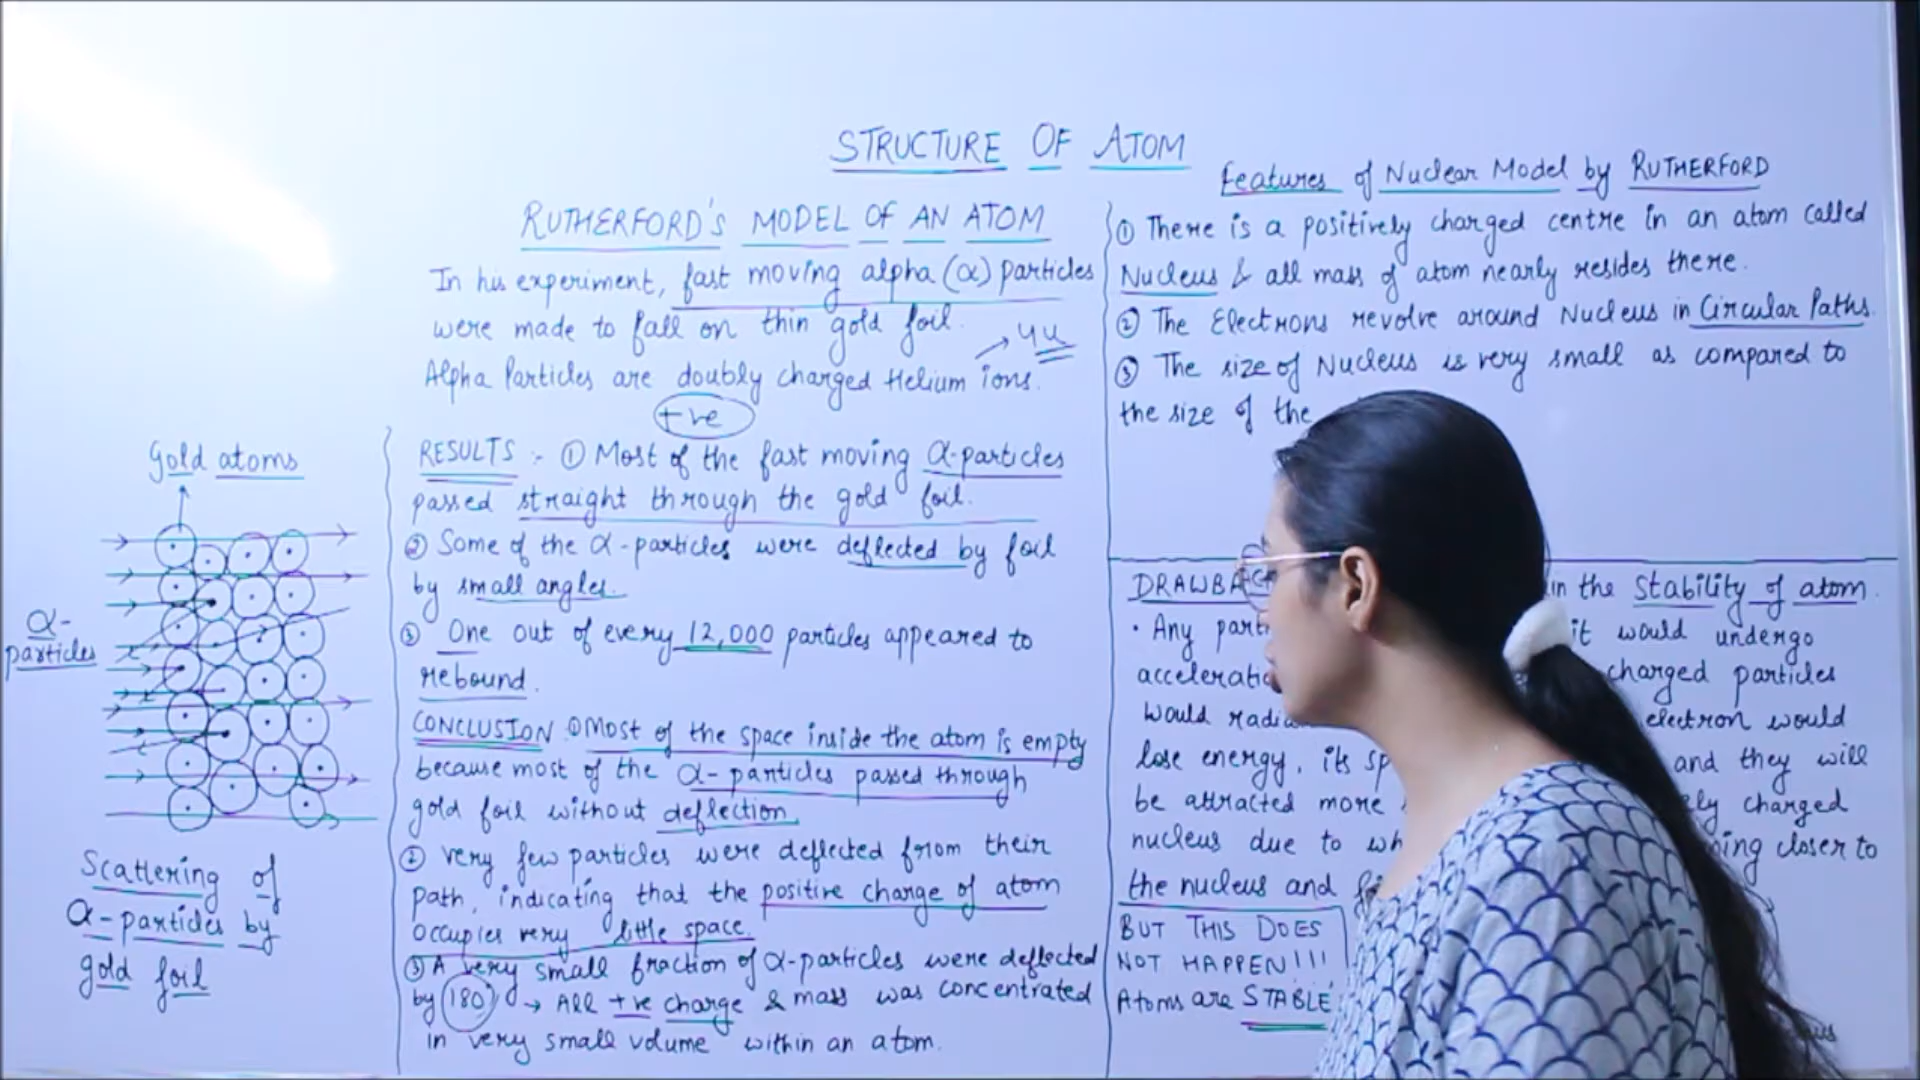 STRUCTURE OF ATOM
RUTHERFORD'S MODEL OF AN ATOM
In his experiment, fast moving alpha (α) particles
were made to fall on thin gold foil.
→ 4u
Alpha Particles are doubly charged Helium ions.
+ve
Gold atoms
α-
particles
Scattering of
α-particles by
gold foil
RESULTS :- ① Most of the fast moving α-particles
passed straight through the gold foil.
② Some of the α-particles were deflected by foil
by small angles.
③ One out of every 12,000 particles appeared to
rebound.
CONCLUSION ① Most of the space inside the atom is empty
because most of the α-particles passed through
gold foil without deflection.
② Very few particles were deflected from their
path, indicating that the positive charge of atom
occupies very little space.
③ A very small fraction of α-particles were deflected
by 180° → All +ve charge & mass was concentrated
in very small volume within an atom.
Features of Nuclear Model by RUTHERFORD
① There is a positively charged centre in an atom called
Nucleus & all mass of atom nearly resides there.
② The Electrons revolve around Nucleus in Circular Paths.
③ The size of Nucleus is very small as compared to
the size of the
DRAWBACK in the Stability of atom.
• Any it would undergo
charged particles
would electron would
lose energy, its and they will
be attracted more charged
nucleus due to closer to
the nucleus and
BUT THIS DOES
NOT HAPPEN!!!
Atoms are STABLE